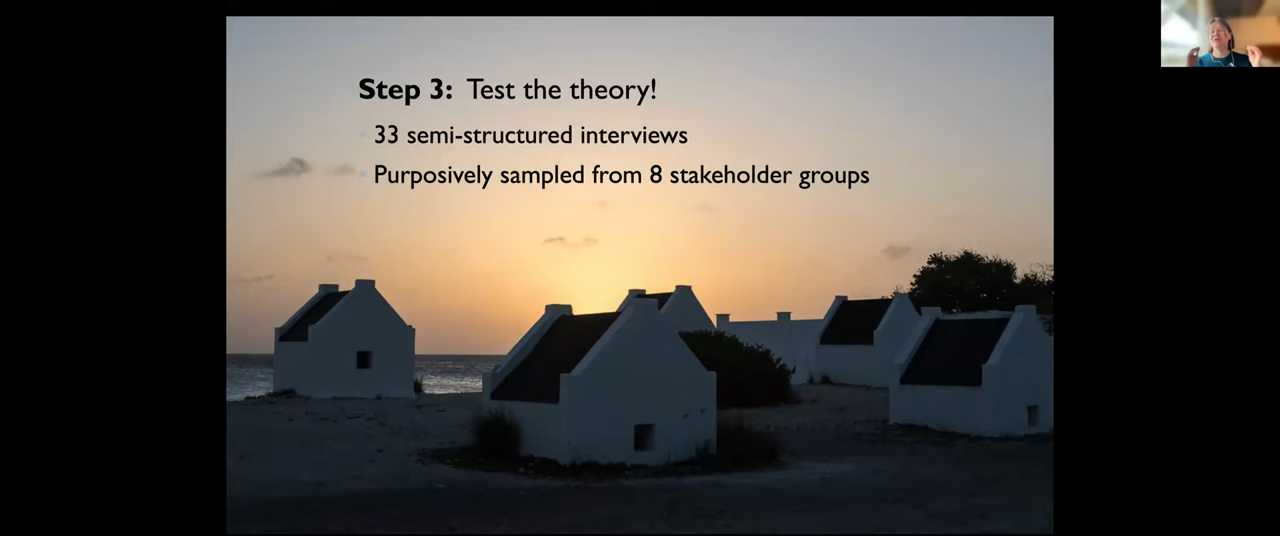 Step 3: Test the theory!
33 semi-structured interviews
Purposively sampled from 8 stakeholder groups